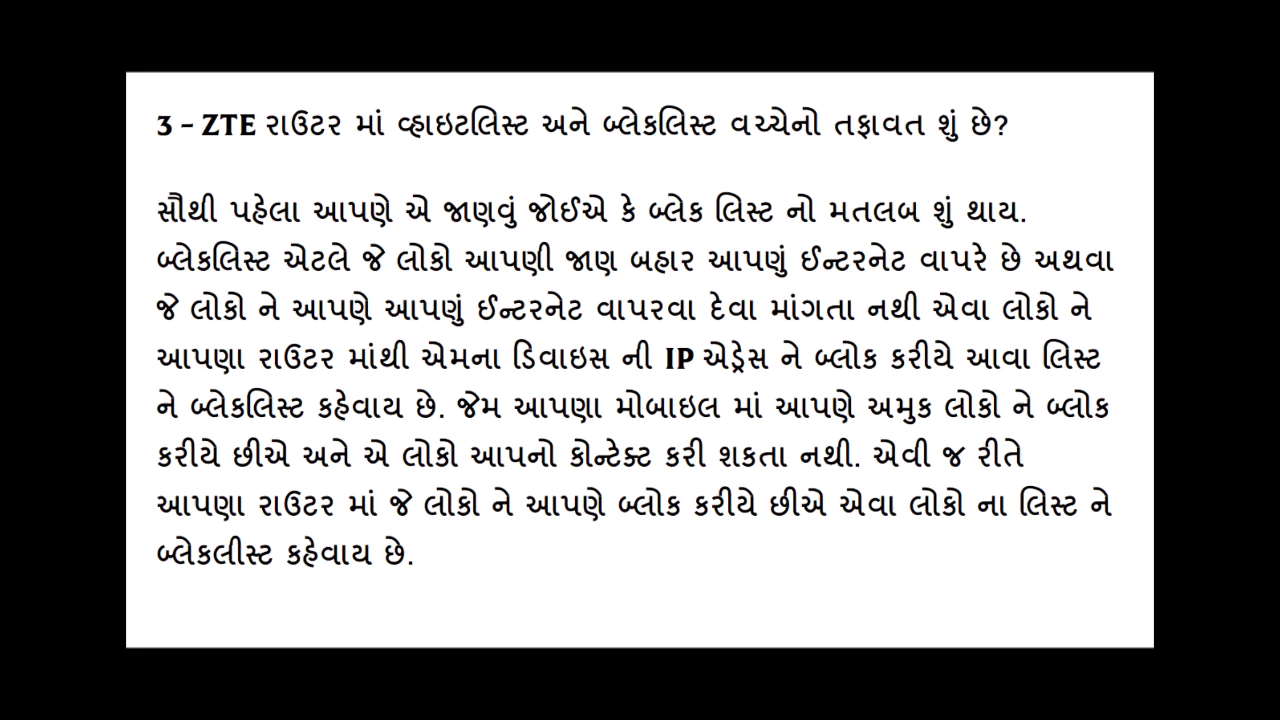 3 – ZTE રાઉટર માં વ્હાઇટલિસ્ટ અને બ્લેકલિસ્ટ વચ્ચેનો તફાવત શું છે?
સૌથી પહેલા આપણે એ જાણવું જોઈએ કે બ્લેક લિસ્ટ નો મતલબ શું થાય.
બ્લેકલિસ્ટ એટલે જે લોકો આપણી જાણ બહાર આપણું ઈન્ટરનેટ વાપરે છે અથવા
જે લોકો ને આપણે આપણું ઈન્ટરનેટ વાપરવા દેવા માંગતા નથી એવા લોકો ને
આપણા રાઉટર માંથી એમના ડિવાઇસ ની IP એડ્રેસ ને બ્લોક કરીયે આવા લિસ્ટ
ને બ્લેકલિસ્ટ કહેવાય છે. જેમ આપણા મોબાઇલ માં આપણે અમુક લોકો ને બ્લોક
કરીયે છીએ અને એ લોકો આપનો કોન્ટેક્ટ કરી શકતા નથી. એવી જ રીતે
આપણા રાઉટર માં જે લોકો ને આપણે બ્લોક કરીયે છીએ એવા લોકો ના લિસ્ટ ને
બ્લેકલીસ્ટ કહેવાય છે.